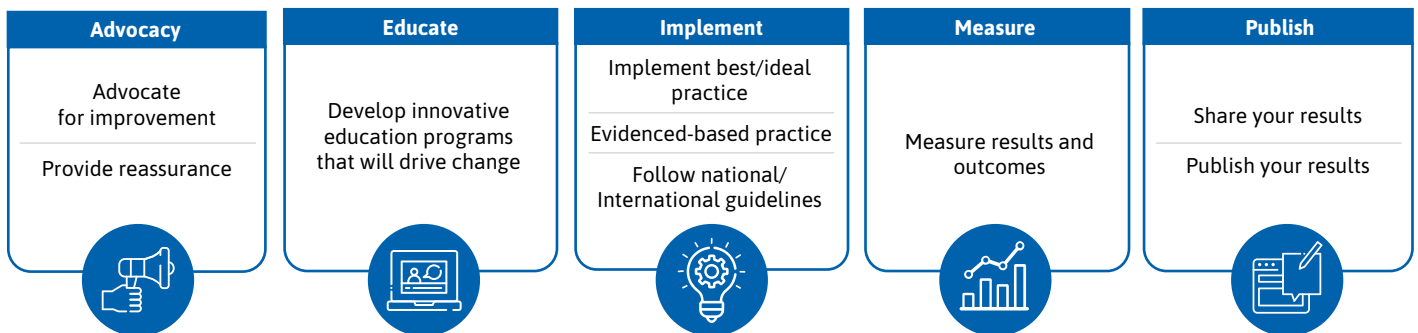 Advocacy
Advocate
for improvement
Provide reassurance
Educate
Develop innovative
education programs
that will drive change
Implement
Implement best/ideal
practice
Evidenced-based practice
Follow national/
International guidelines
Measure
Measure results and
outcomes
Publish
Share your results
Publish your results